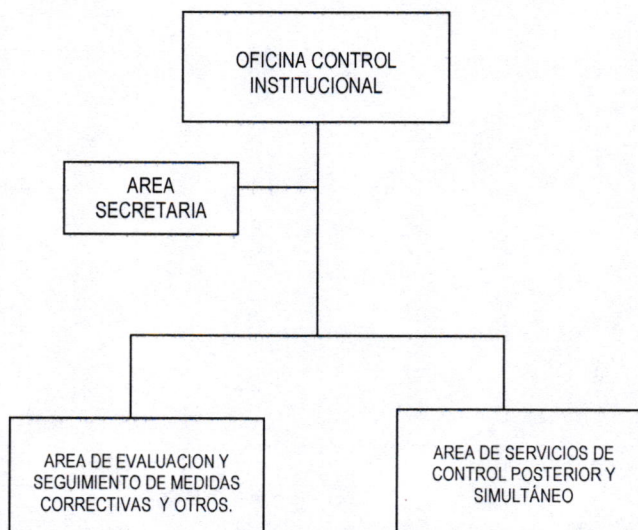 OFICINA CONTROL
INSTITUCIONAL
AREA
SECRETARIA
AREA DE EVALUACION Y
SEGUIMIENTO DE MEDIDAS
CORRECTIVAS Y OTROS.
AREA DE SERVICIOS DE
CONTROL POSTERIOR Y
SIMULTÁNEO